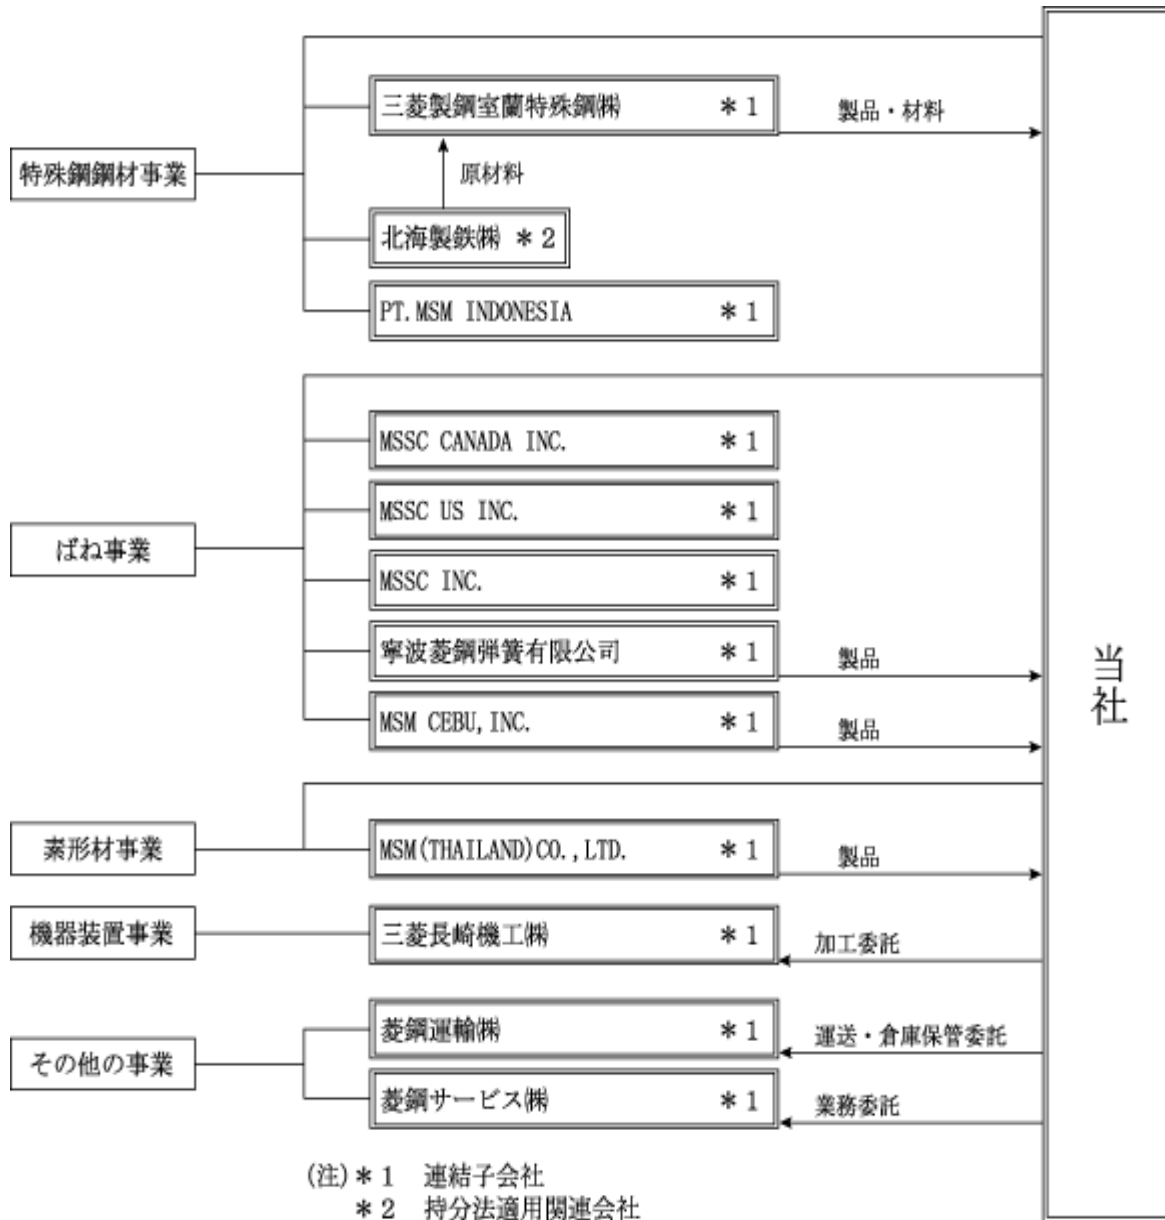 三菱製鋼室蘭特殊鋼㈱ ＊1
製品・材料
特殊鋼鋼材事業
原材料
北海製鉄㈱ ＊2
PT.MSM INDONESIA ＊1
MSSC CANADA INC. ＊1
MSSC US INC. ＊1
ばね事業
MSSC INC. ＊1
寧波菱鋼弾簧有限公司 ＊1
製品
当社
MSM CEBU,INC. ＊1
製品
素形材事業
MSM(THAILAND)CO.,LTD. ＊1
製品
機器装置事業
三菱長崎機工㈱ ＊1
加工委託
菱鋼運輸㈱ ＊1
運送・倉庫保管委託
その他の事業
菱鋼サービス㈱ ＊1
業務委託
(注)＊1 連結子会社
＊2 持分法適用関連会社